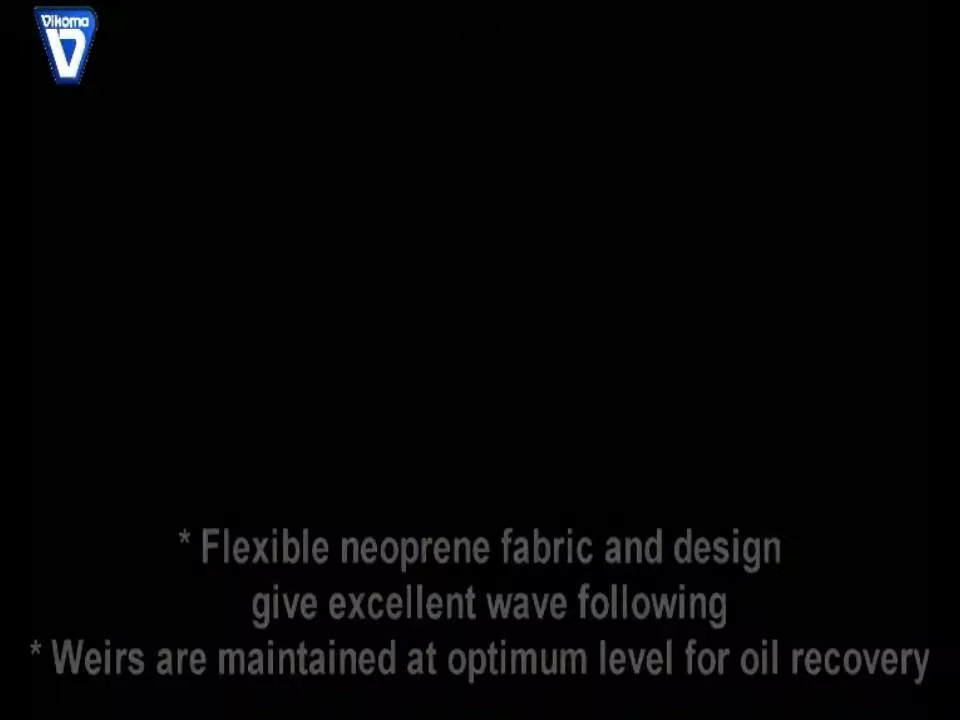 Vikoma
* Flexible neoprene fabric and design
give excellent wave following
* Weirs are maintained at optimum level for oil recovery